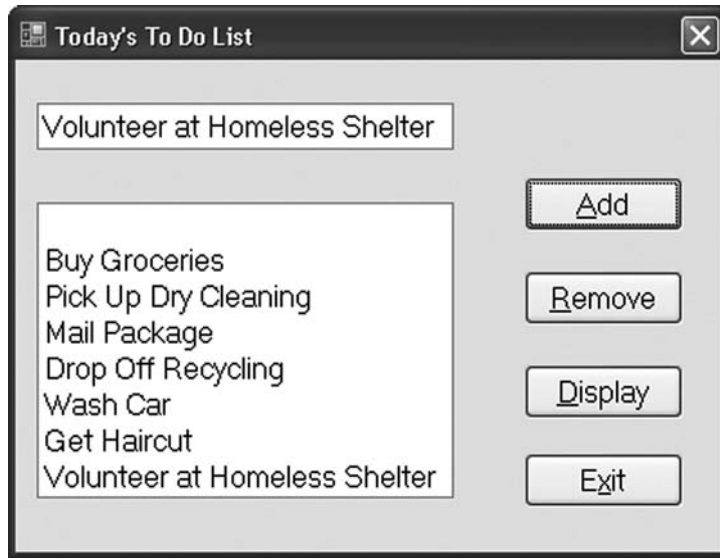 Today's To Do List
Volunteer at Homeless Shelter
Buy Groceries
Pick Up Dry Cleaning
Mail Package
Drop Off Recycling
Wash Car
Get Haircut
Volunteer at Homeless Shelter
Add
Remove
Display
Exit